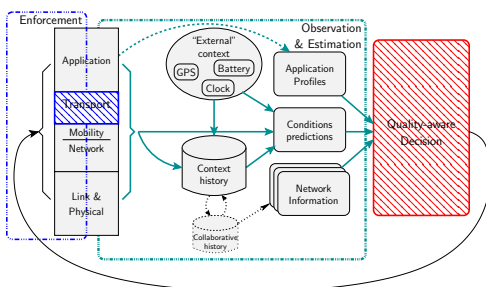 Enforcement
Observation
& Estimation
Application
Transport
Mobility
Network
Link &
Physical
“External”
context
GPS
Battery
Clock
Context
history
Collaborative
history
Application
Profiles
Conditions
predictions
Network
Information
Quality-aware
Decision